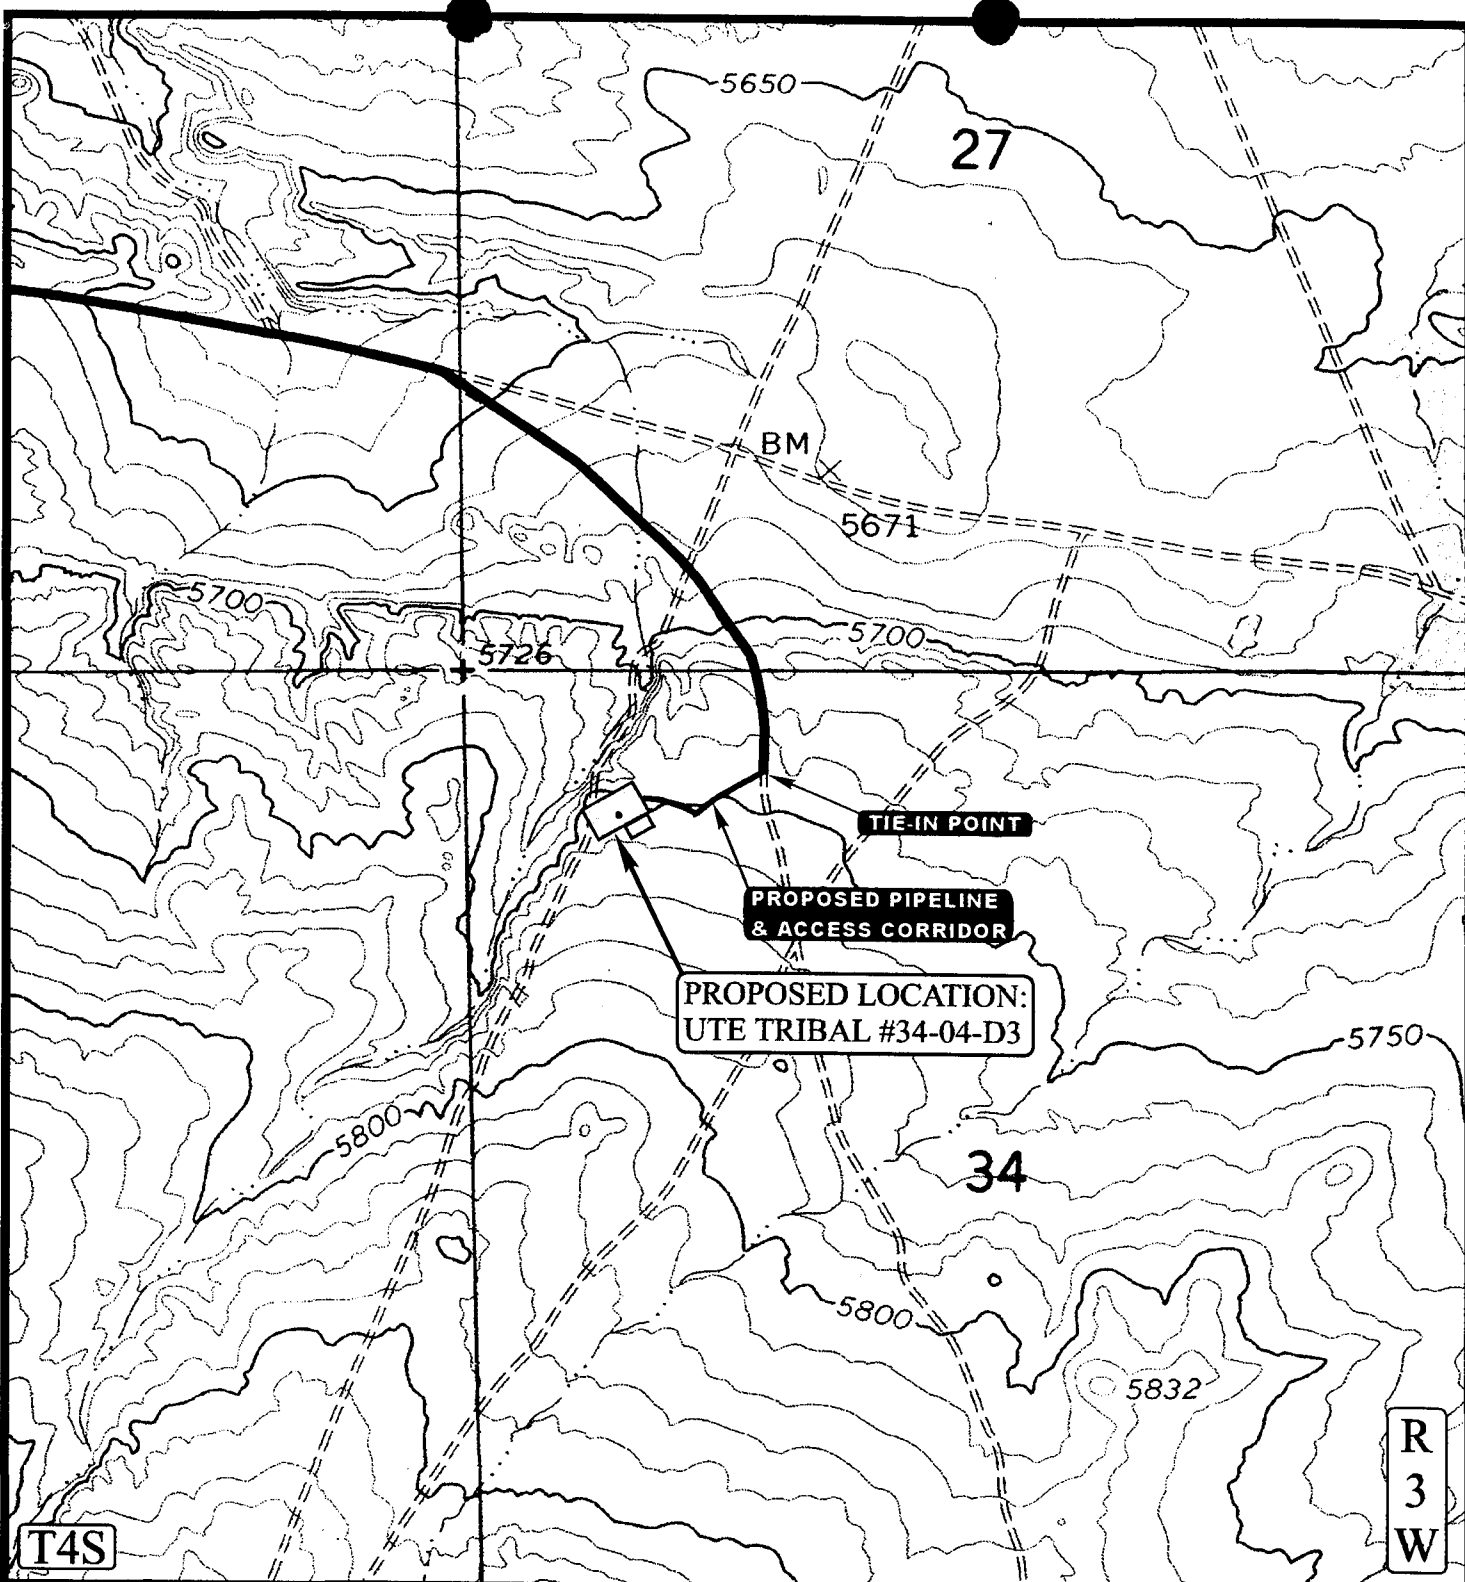 5650
27
BM
5671
5700
5700
5726
TIE-IN POINT
PROPOSED PIPELINE
& ACCESS CORRIDOR
PROPOSED LOCATION:
UTE TRIBAL #34-04-D3
5750
5800
34
5800
5832
R
3
W
T4S